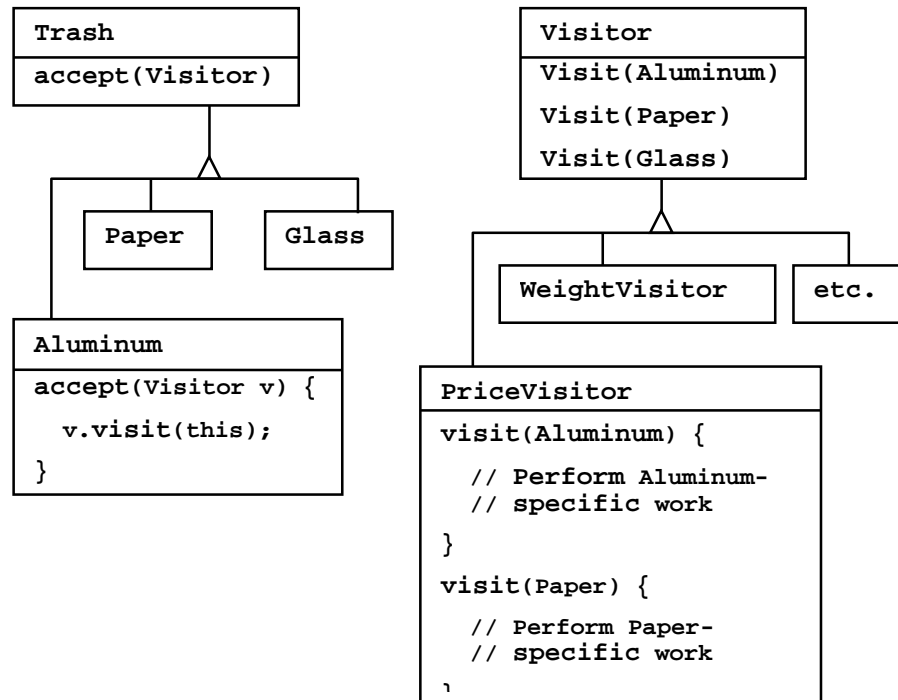 Trash
accept(Visitor)
Paper
Glass
Aluminum
accept(Visitor v) {
v.visit(this);
}
Visitor
Visit(Aluminum)
Visit(Paper)
Visit(Glass)
WeightVisitor
etc.
PriceVisitor
visit(Aluminum) {
// Perform Aluminum-
// specific work
}
visit(Paper) {
// Perform Paper-
// specific work